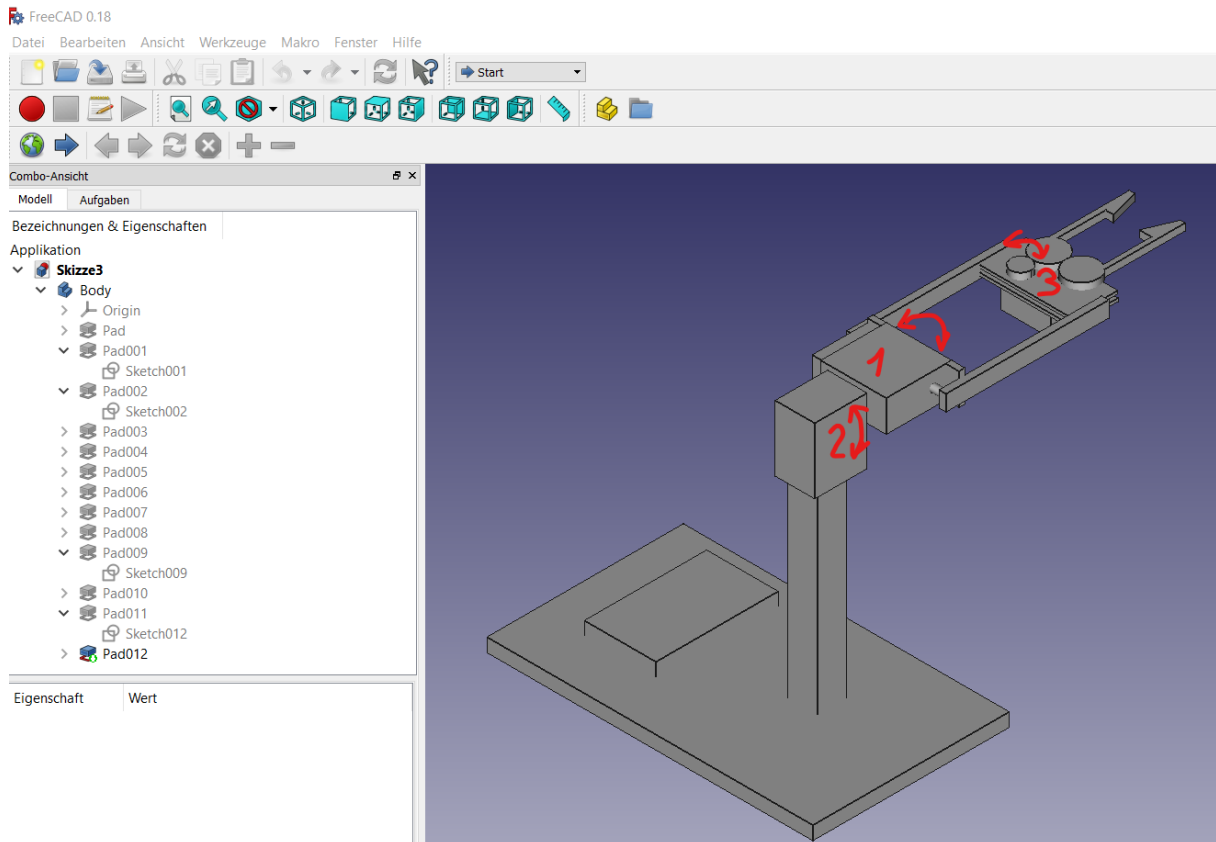 FreeCAD 0.18
Datei Bearbeiten Ansicht Werkzeuge Makro Fenster Hilfe
Start
Combo-Ansicht
Modell Aufgaben
Bezeichnungen & Eigenschaften
Applikation
Skizze3
Body
Origin
Pad
Pad001
Sketch001
Pad002
Sketch002
Pad003
Pad004
Pad005
Pad006
Pad007
Pad008
Pad009
Sketch009
Pad010
Pad011
Sketch012
Pad012
Eigenschaft Wert
3
1
2